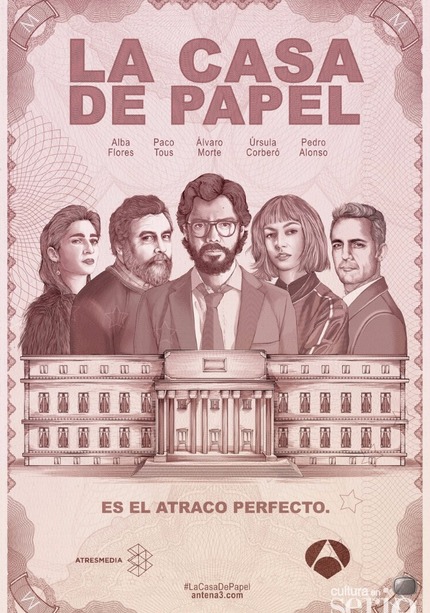 M
M
LA CASA
DE PAPEL
Alba Paco Álvaro Úrsula Pedro
Flores Tous Morte Corberó Alonso
ES EL ATRACO PERFECTO.
ATRESMEDIA
#LaCasaDePapel
antena3.com
cultura en
serio